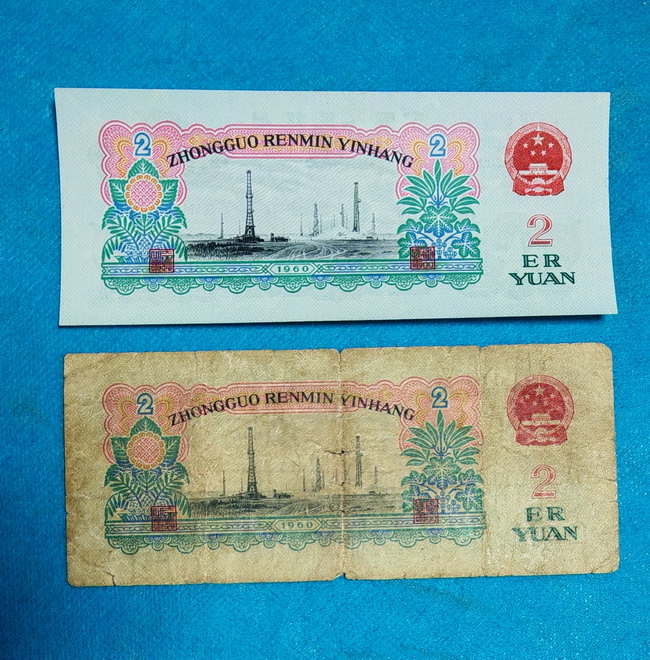 2 ZHONGGUO RENMIN YINHANG 2
1960
2
ER
YUAN
2 ZHONGGUO RENMIN YINHANG 2
1960
2
ER
YUAN